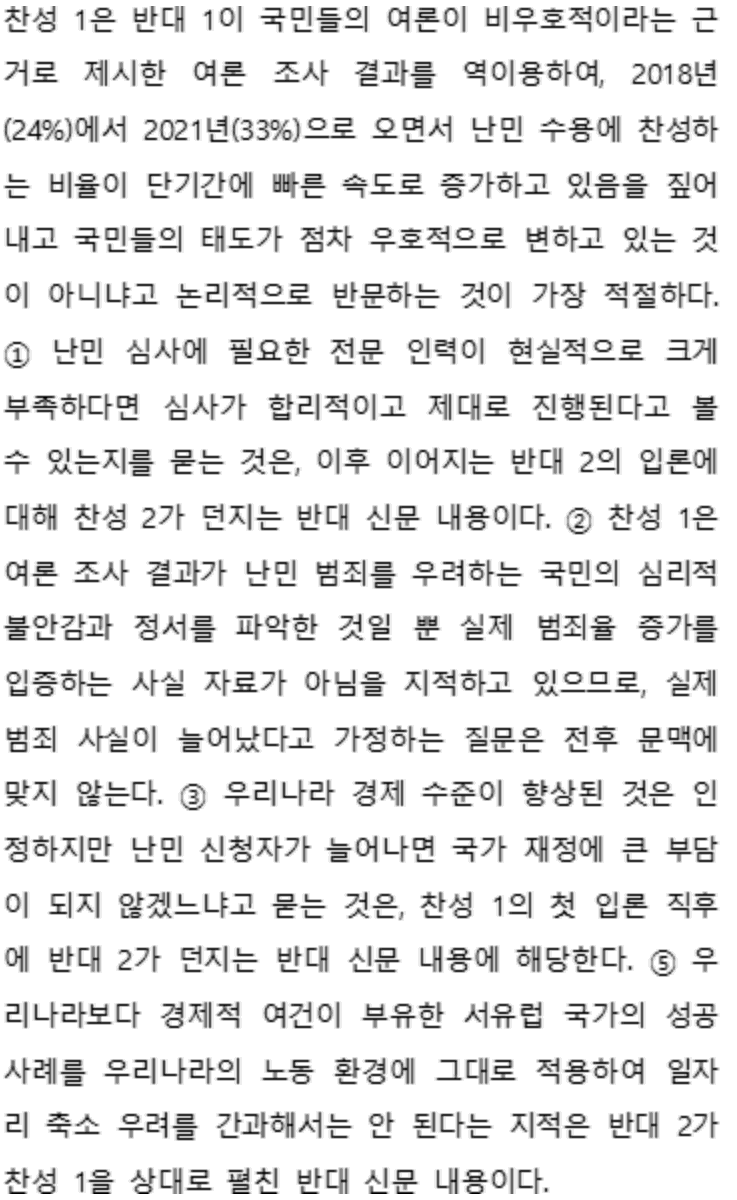 찬성 1은 반대 1이 국민들의 여론이 비우호적이라는 근
거로 제시한 여론 조사 결과를 역이용하여, 2018년
(24%)에서 2021년(33%)으로 오면서 난민 수용에 찬성하
는 비율이 단기간에 빠른 속도로 증가하고 있음을 짚어
내고 국민들의 태도가 점차 우호적으로 변하고 있는 것
이 아니냐고 논리적으로 반문하는 것이 가장 적절하다.
① 난민 심사에 필요한 전문 인력이 현실적으로 크게
부족하다면 심사가 합리적이고 제대로 진행된다고 볼
수 있는지를 묻는 것은, 이후 이어지는 반대 2의 입론에
대해 찬성 2가 던지는 반대 신문 내용이다. ② 찬성 1은
여론 조사 결과가 난민 범죄를 우려하는 국민의 심리적
불안감과 정서를 파악한 것일 뿐 실제 범죄율 증가를
입증하는 사실 자료가 아님을 지적하고 있으므로, 실제
범죄 사실이 늘어났다고 가정하는 질문은 전후 문맥에
맞지 않는다. ③ 우리나라 경제 수준이 향상된 것은 인
정하지만 난민 신청자가 늘어나면 국가 재정에 큰 부담
이 되지 않겠느냐고 묻는 것은, 찬성 1의 첫 입론 직후
에 반대 2가 던지는 반대 신문 내용에 해당한다. ⑤ 우
리나라보다 경제적 여건이 부유한 서유럽 국가의 성공
사례를 우리나라의 노동 환경에 그대로 적용하여 일자
리 축소 우려를 간과해서는 안 된다는 지적은 반대 2가
찬성 1을 상대로 펼친 반대 신문 내용이다.